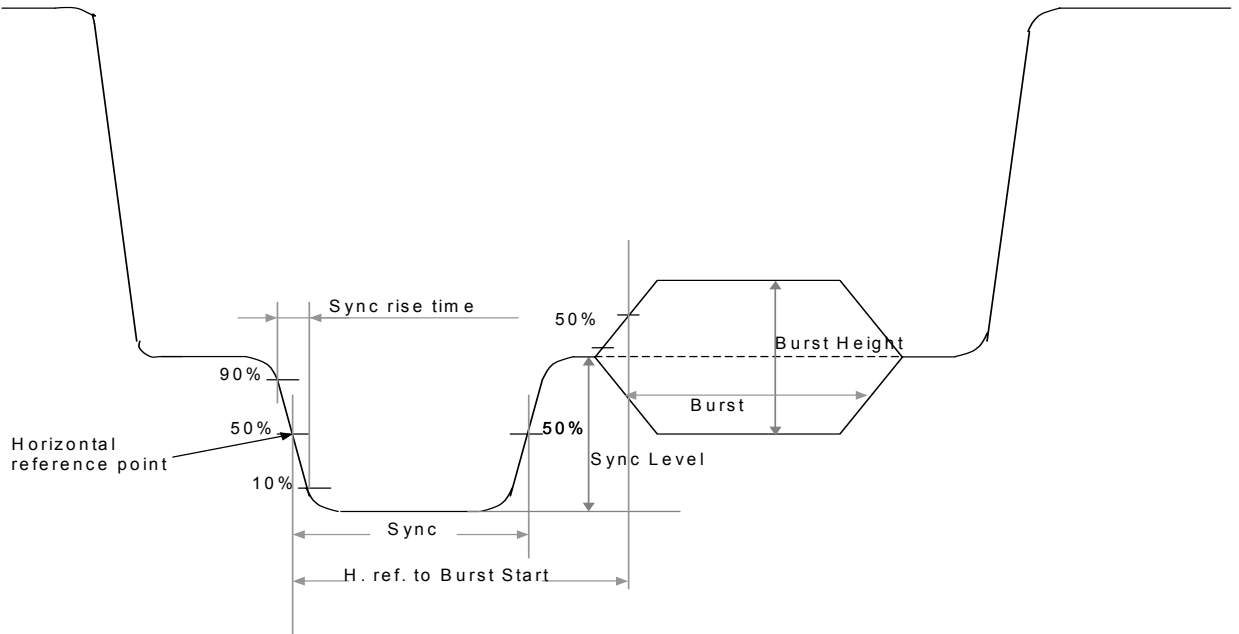 Sync rise time
50%
Burst Height
90%
Burst
50%
50%
Horizontal
reference point
Sync Level
10%
Sync
H. ref. to Burst Start